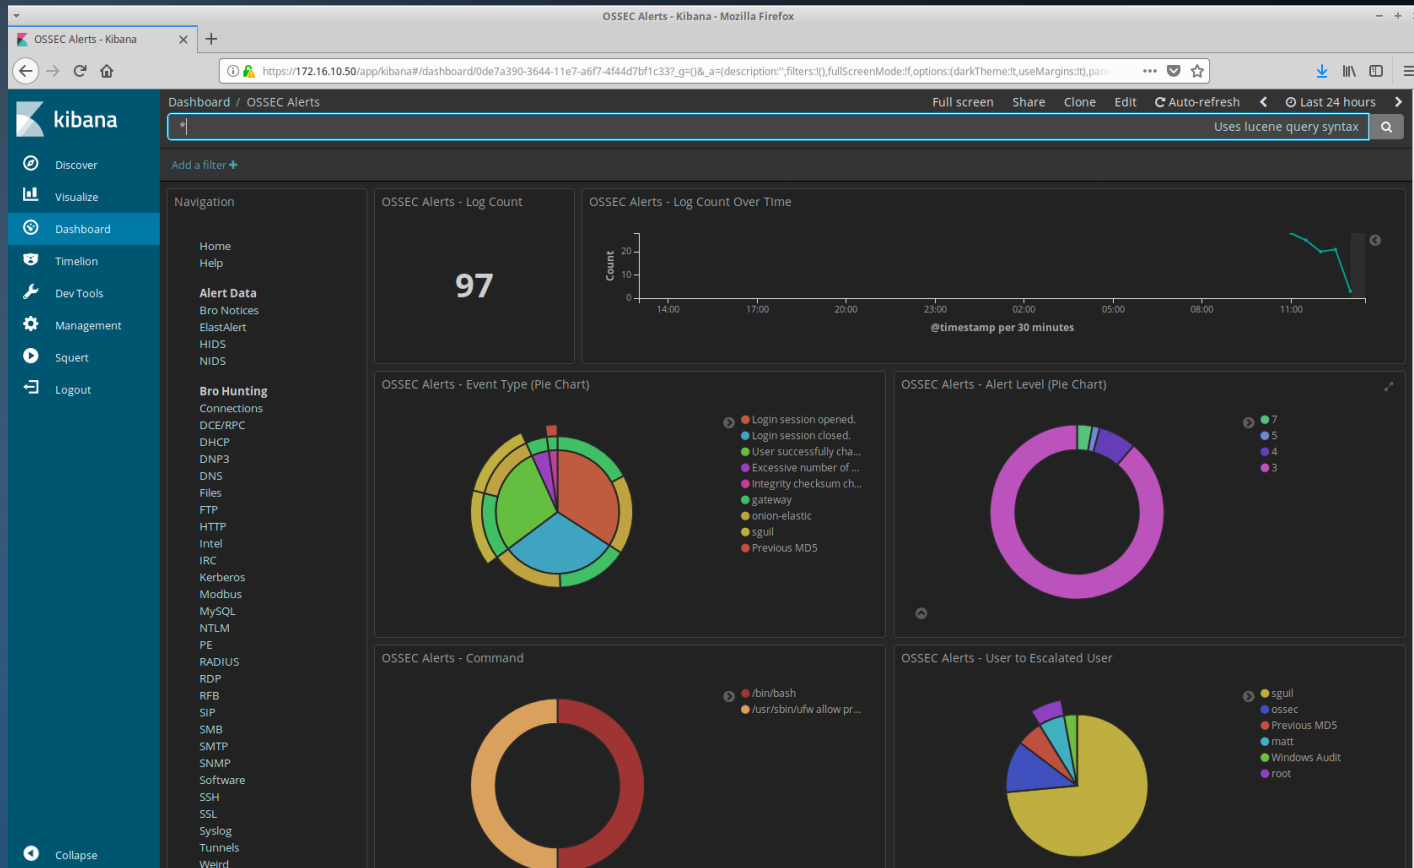 OSSEC Alerts - Kibana - Mozilla Firefox
OSSEC Alerts - Kibana
https://172.16.10.50/app/kibana#/dashboard/0de7a390-3644-11e7-a6f7-4f44d7bf1c33?_g=()&_a=(description:'',filters:!(),fullScreenMode:!f,options:(darkTheme:!t,useMargins:!t),pane
kibana
Discover
Visualize
Dashboard
Timelion
Dev Tools
Management
Squert
Logout
Collapse
Dashboard / OSSEC Alerts
Full screen Share Clone Edit Auto-refresh Last 24 hours
* Uses lucene query syntax
Add a filter +
Navigation
Home
Help
Alert Data
Bro Notices
ElastAlert
HIDS
NIDS
Bro Hunting
Connections
DCE/RPC
DHCP
DNP3
DNS
Files
FTP
HTTP
Intel
IRC
Kerberos
Modbus
MySQL
NTLM
PE
RADIUS
RDP
RFB
SIP
SMB
SMTP
SNMP
Software
SSH
SSL
Syslog
Tunnels
Weird
OSSEC Alerts - Log Count
97
OSSEC Alerts - Log Count Over TIme
Count
20
10
0
14:00 17:00 20:00 23:00 02:00 05:00 08:00 11:00
@timestamp per 30 minutes
OSSEC Alerts - Event Type (Pie Chart)
Login session opened.
Login session closed.
User successfully cha...
Excessive number of ...
Integrity checksum ch...
gateway
onion-elastic
sguil
Previous MD5
OSSEC Alerts - Alert Level (Pie Chart)
7
5
4
3
OSSEC Alerts - Command
/bin/bash
/usr/sbin/ufw allow pr...
OSSEC Alerts - User to Escalated User
sguil
ossec
Previous MD5
matt
Windows Audit
root